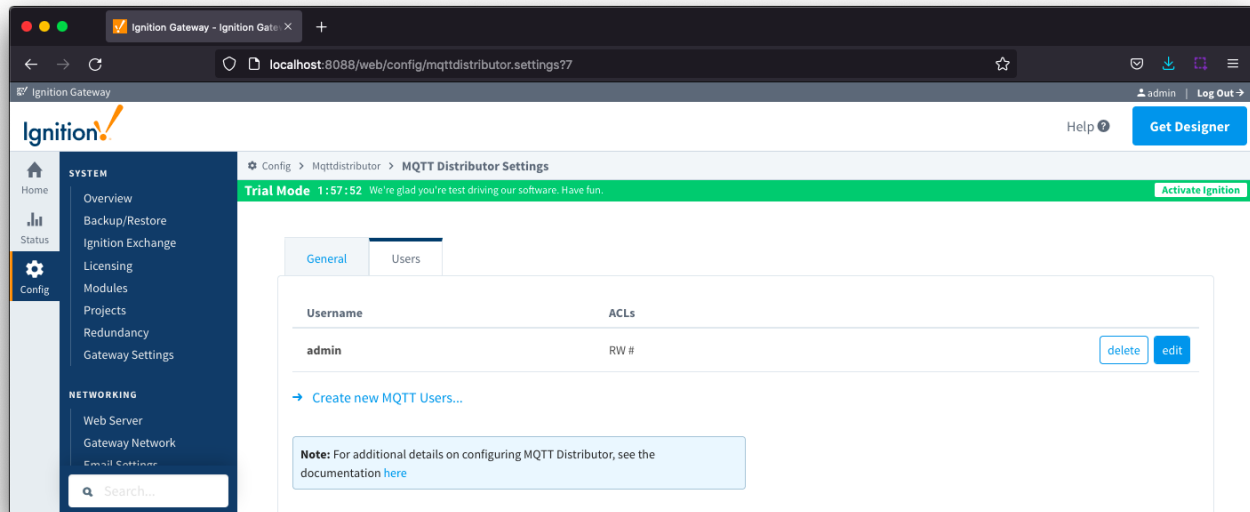 Ignition Gateway - Ignition Gate
localhost:8088/web/config/mqttdistributor.settings?7
Ignition Gateway
admin | Log Out
Ignition!
Help
Get Designer
Home
Status
Config
SYSTEM
Overview
Backup/Restore
Ignition Exchange
Licensing
Modules
Projects
Redundancy
Gateway Settings
NETWORKING
Web Server
Gateway Network
Email Settings
Search...
Config > Mqttdistributor > MQTT Distributor Settings
Trial Mode 1:57:52 We're glad you're test driving our software. Have fun.
Activate Ignition
General
Users
Username ACLs
admin RW # delete edit
Create new MQTT Users...
Note: For additional details on configuring MQTT Distributor, see the
documentation here